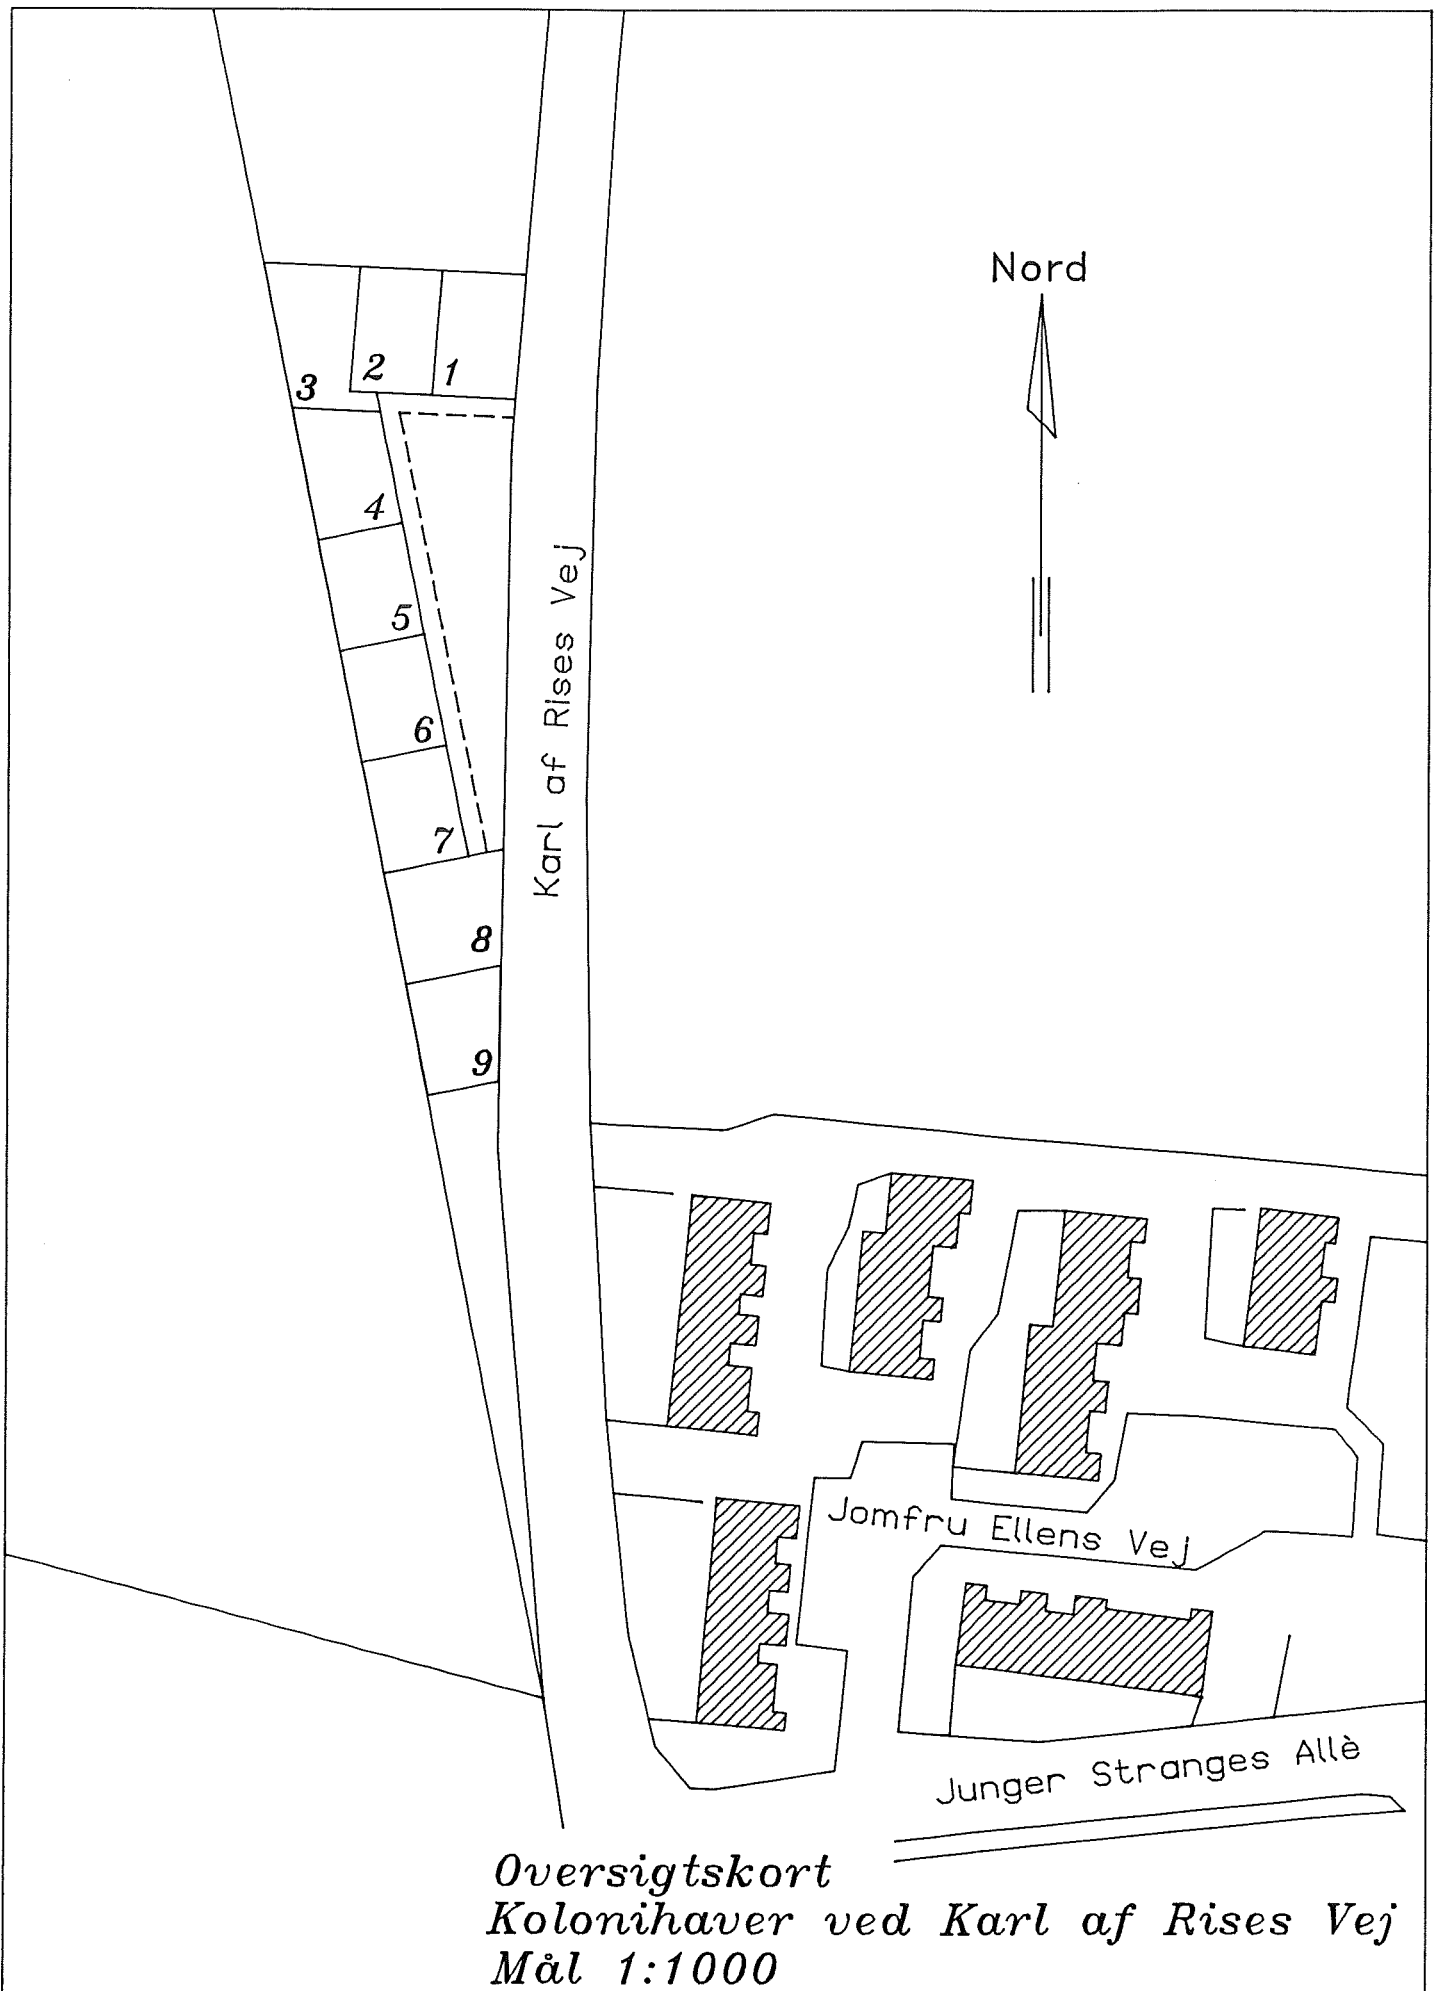 Nord
1
2
3
4
5
6
7
8
9
Karl af Rises Vej
Jomfru Ellens Vej
Junger Stranges Allè
Oversigtskort
Kolonihaver ved Karl af Rises Vej
Mål 1:1000